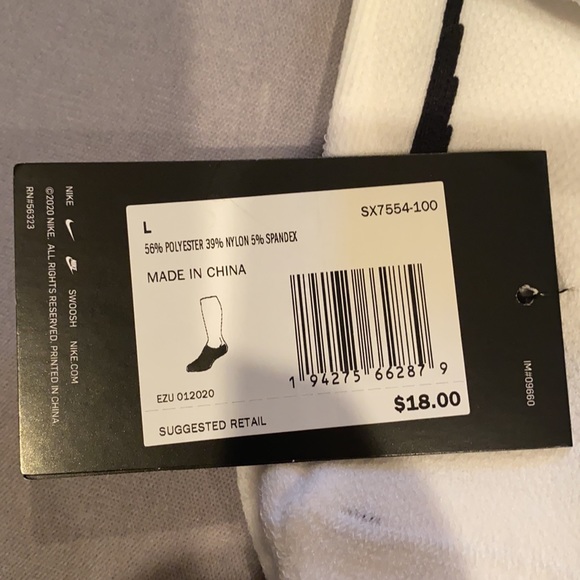 L
SX7554-100
56% POLYESTER 39% NYLON 5% SPANDEX
MADE IN CHINA
1 94275 66287 9
EZU 012020
$18.00
SUGGESTED RETAIL
NIKE SWOOSH NIKE.COM
©2020 NIKE. ALL RIGHTS RESERVED. PRINTED IN CHINA
RN#56323
IM#09660